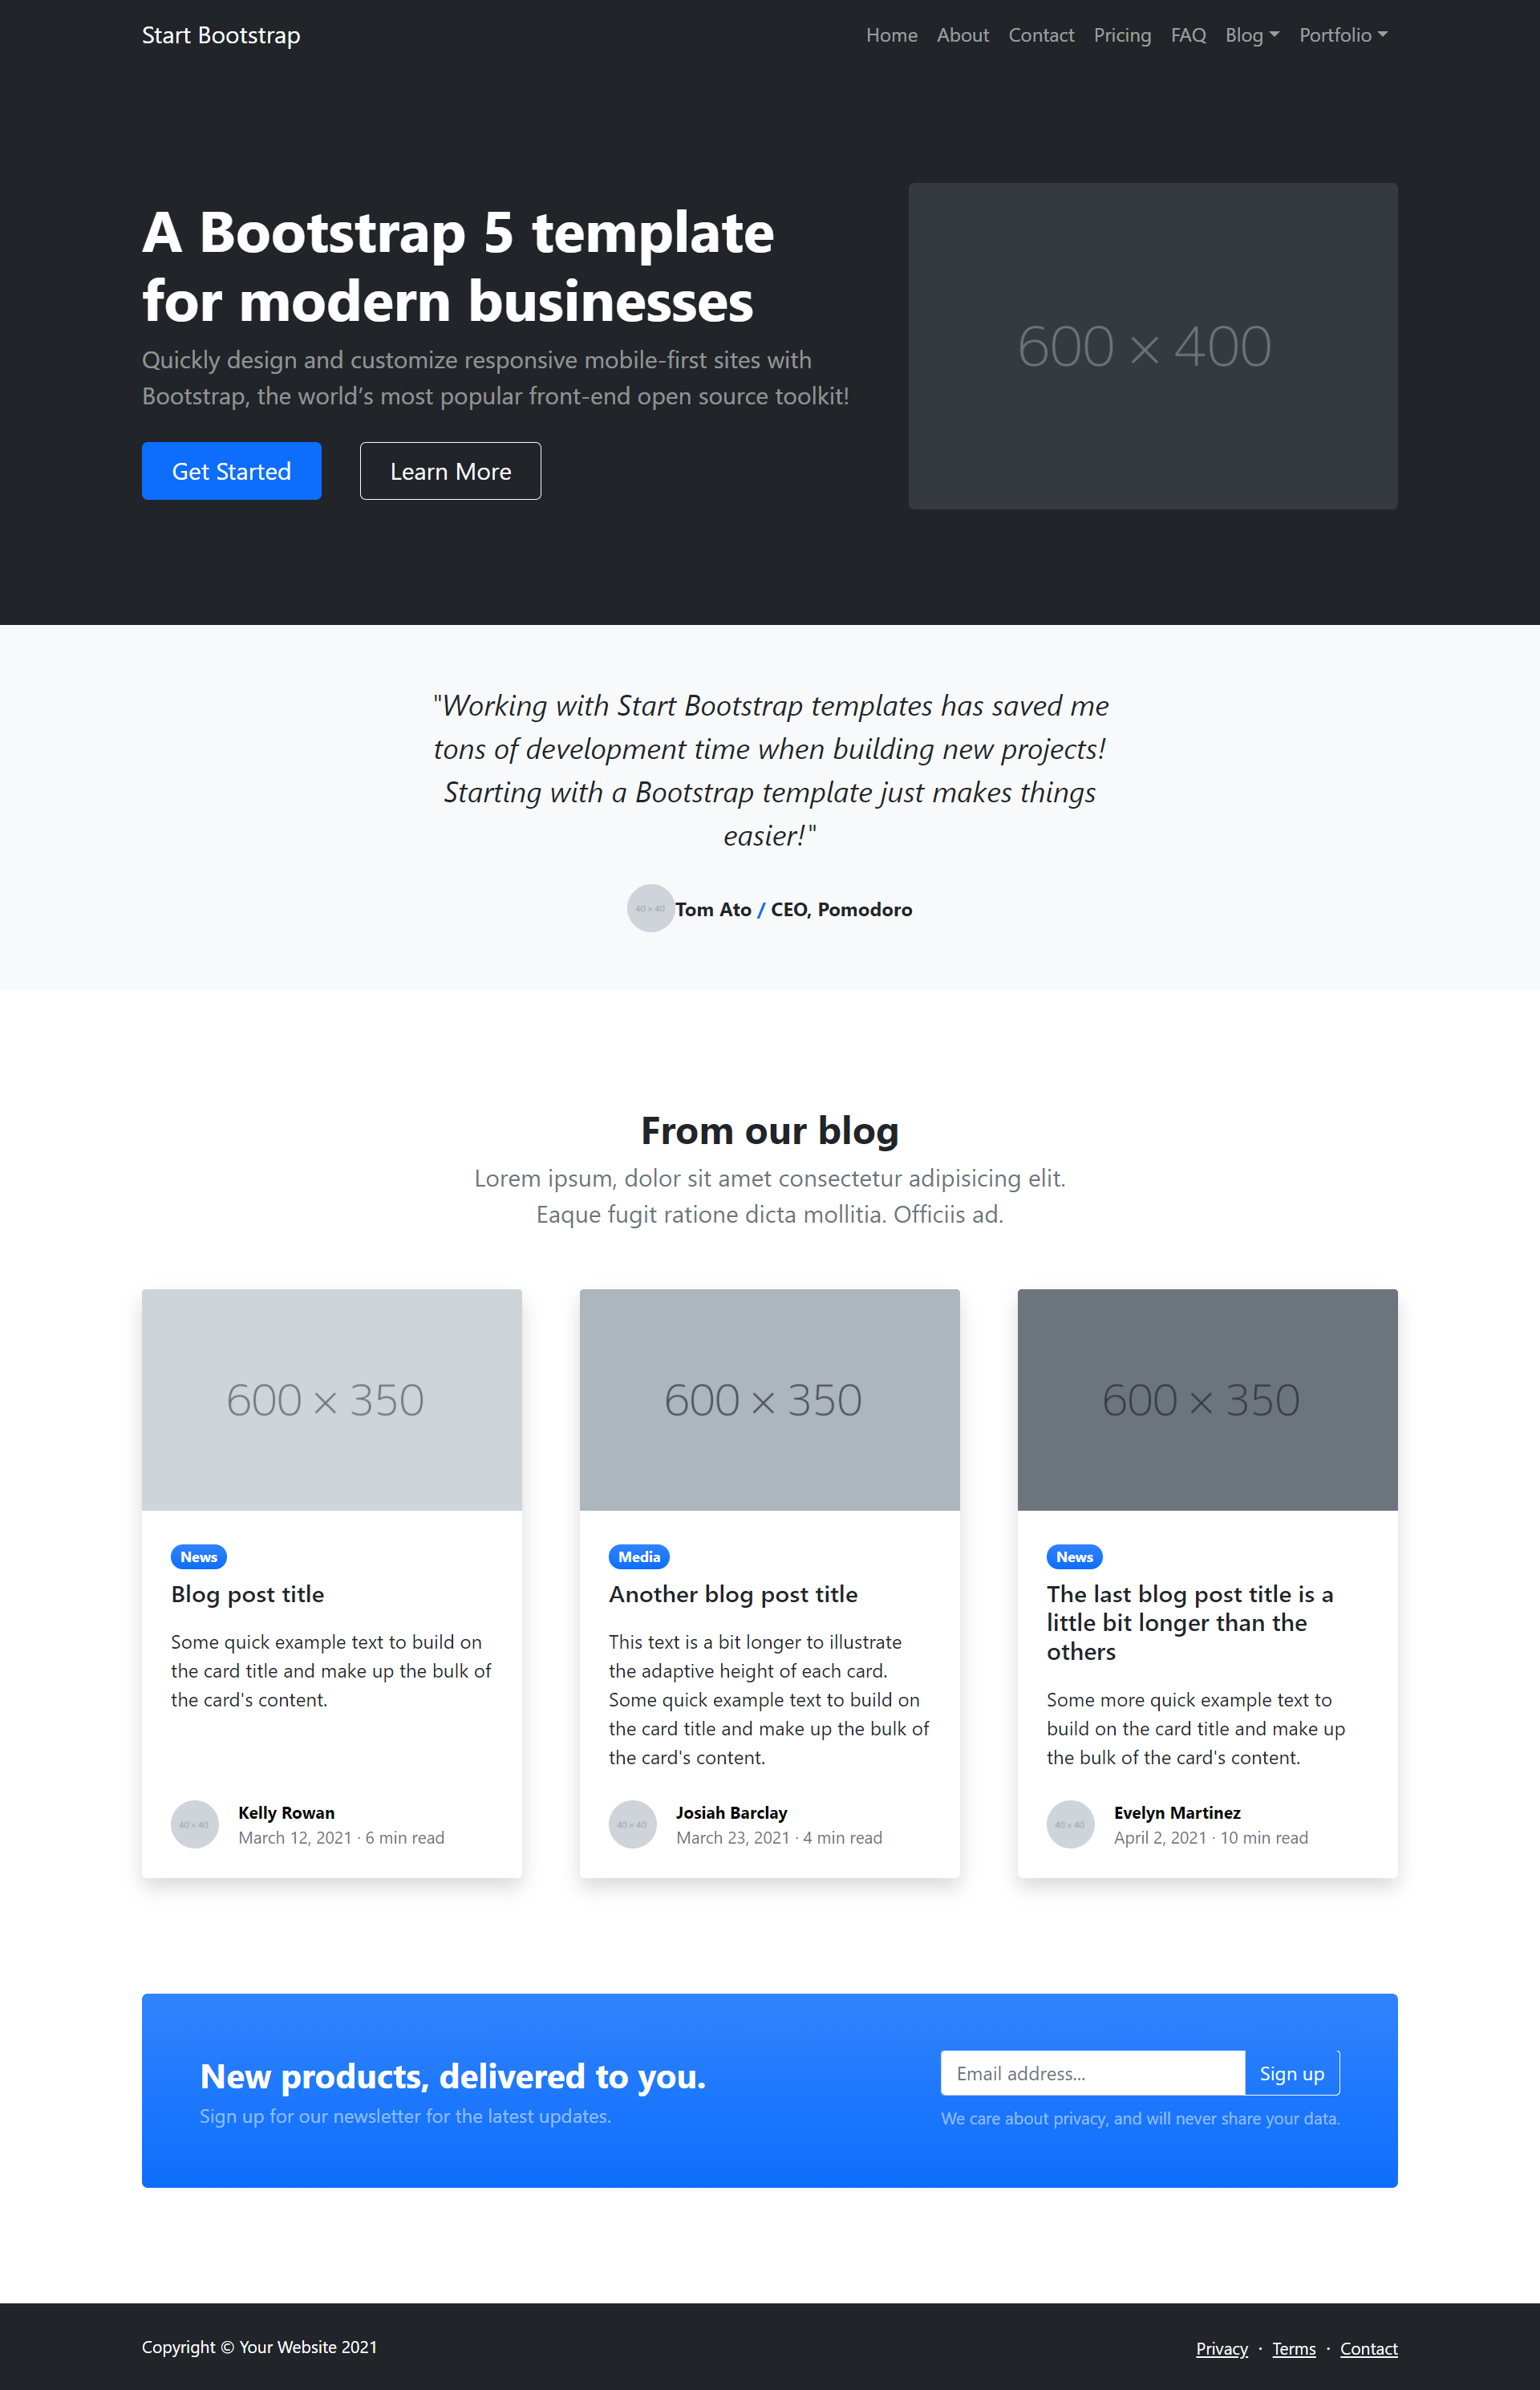 Start Bootstrap
Home About Contact Pricing FAQ Blog Portfolio
A Bootstrap 5 template
for modern businesses
Quickly design and customize responsive mobile-first sites with
Bootstrap, the world’s most popular front-end open source toolkit!
Get Started Learn More
600 × 400
"Working with Start Bootstrap templates has saved me
tons of development time when building new projects!
Starting with a Bootstrap template just makes things
easier!"
40 × 40
Tom Ato / CEO, Pomodoro
From our blog
Lorem ipsum, dolor sit amet consectetur adipisicing elit.
Eaque fugit ratione dicta mollitia. Officiis ad.
600 × 350
News
Blog post title
Some quick example text to build on
the card title and make up the bulk of
the card's content.
40 × 40
Kelly Rowan
March 12, 2021 · 6 min read
600 × 350
Media
Another blog post title
This text is a bit longer to illustrate
the adaptive height of each card.
Some quick example text to build on
the card title and make up the bulk of
the card's content.
40 × 40
Josiah Barclay
March 23, 2021 · 4 min read
600 × 350
News
The last blog post title is a
little bit longer than the
others
Some more quick example text to
build on the card title and make up
the bulk of the card's content.
40 × 40
Evelyn Martinez
April 2, 2021 · 10 min read
New products, delivered to you.
Sign up for our newsletter for the latest updates.
Email address... Sign up
We care about privacy, and will never share your data.
Copyright © Your Website 2021
Privacy · Terms · Contact